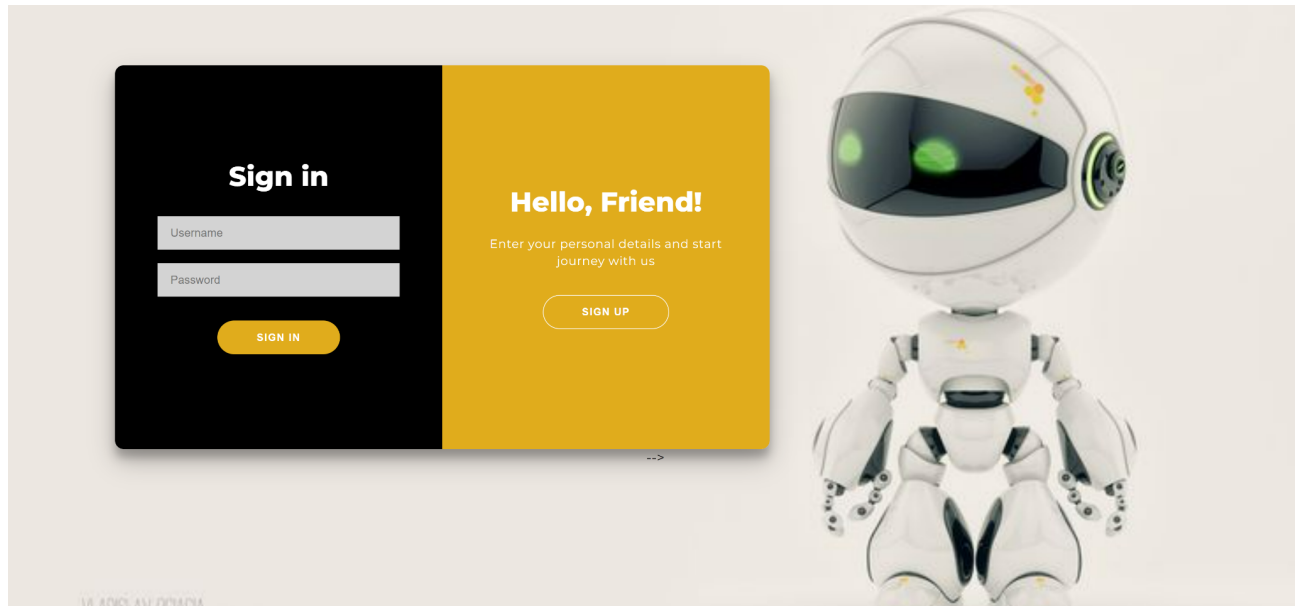 Sign in
Username
Password
SIGN IN
Hello, Friend!
Enter your personal details and start
journey with us
SIGN UP
-->